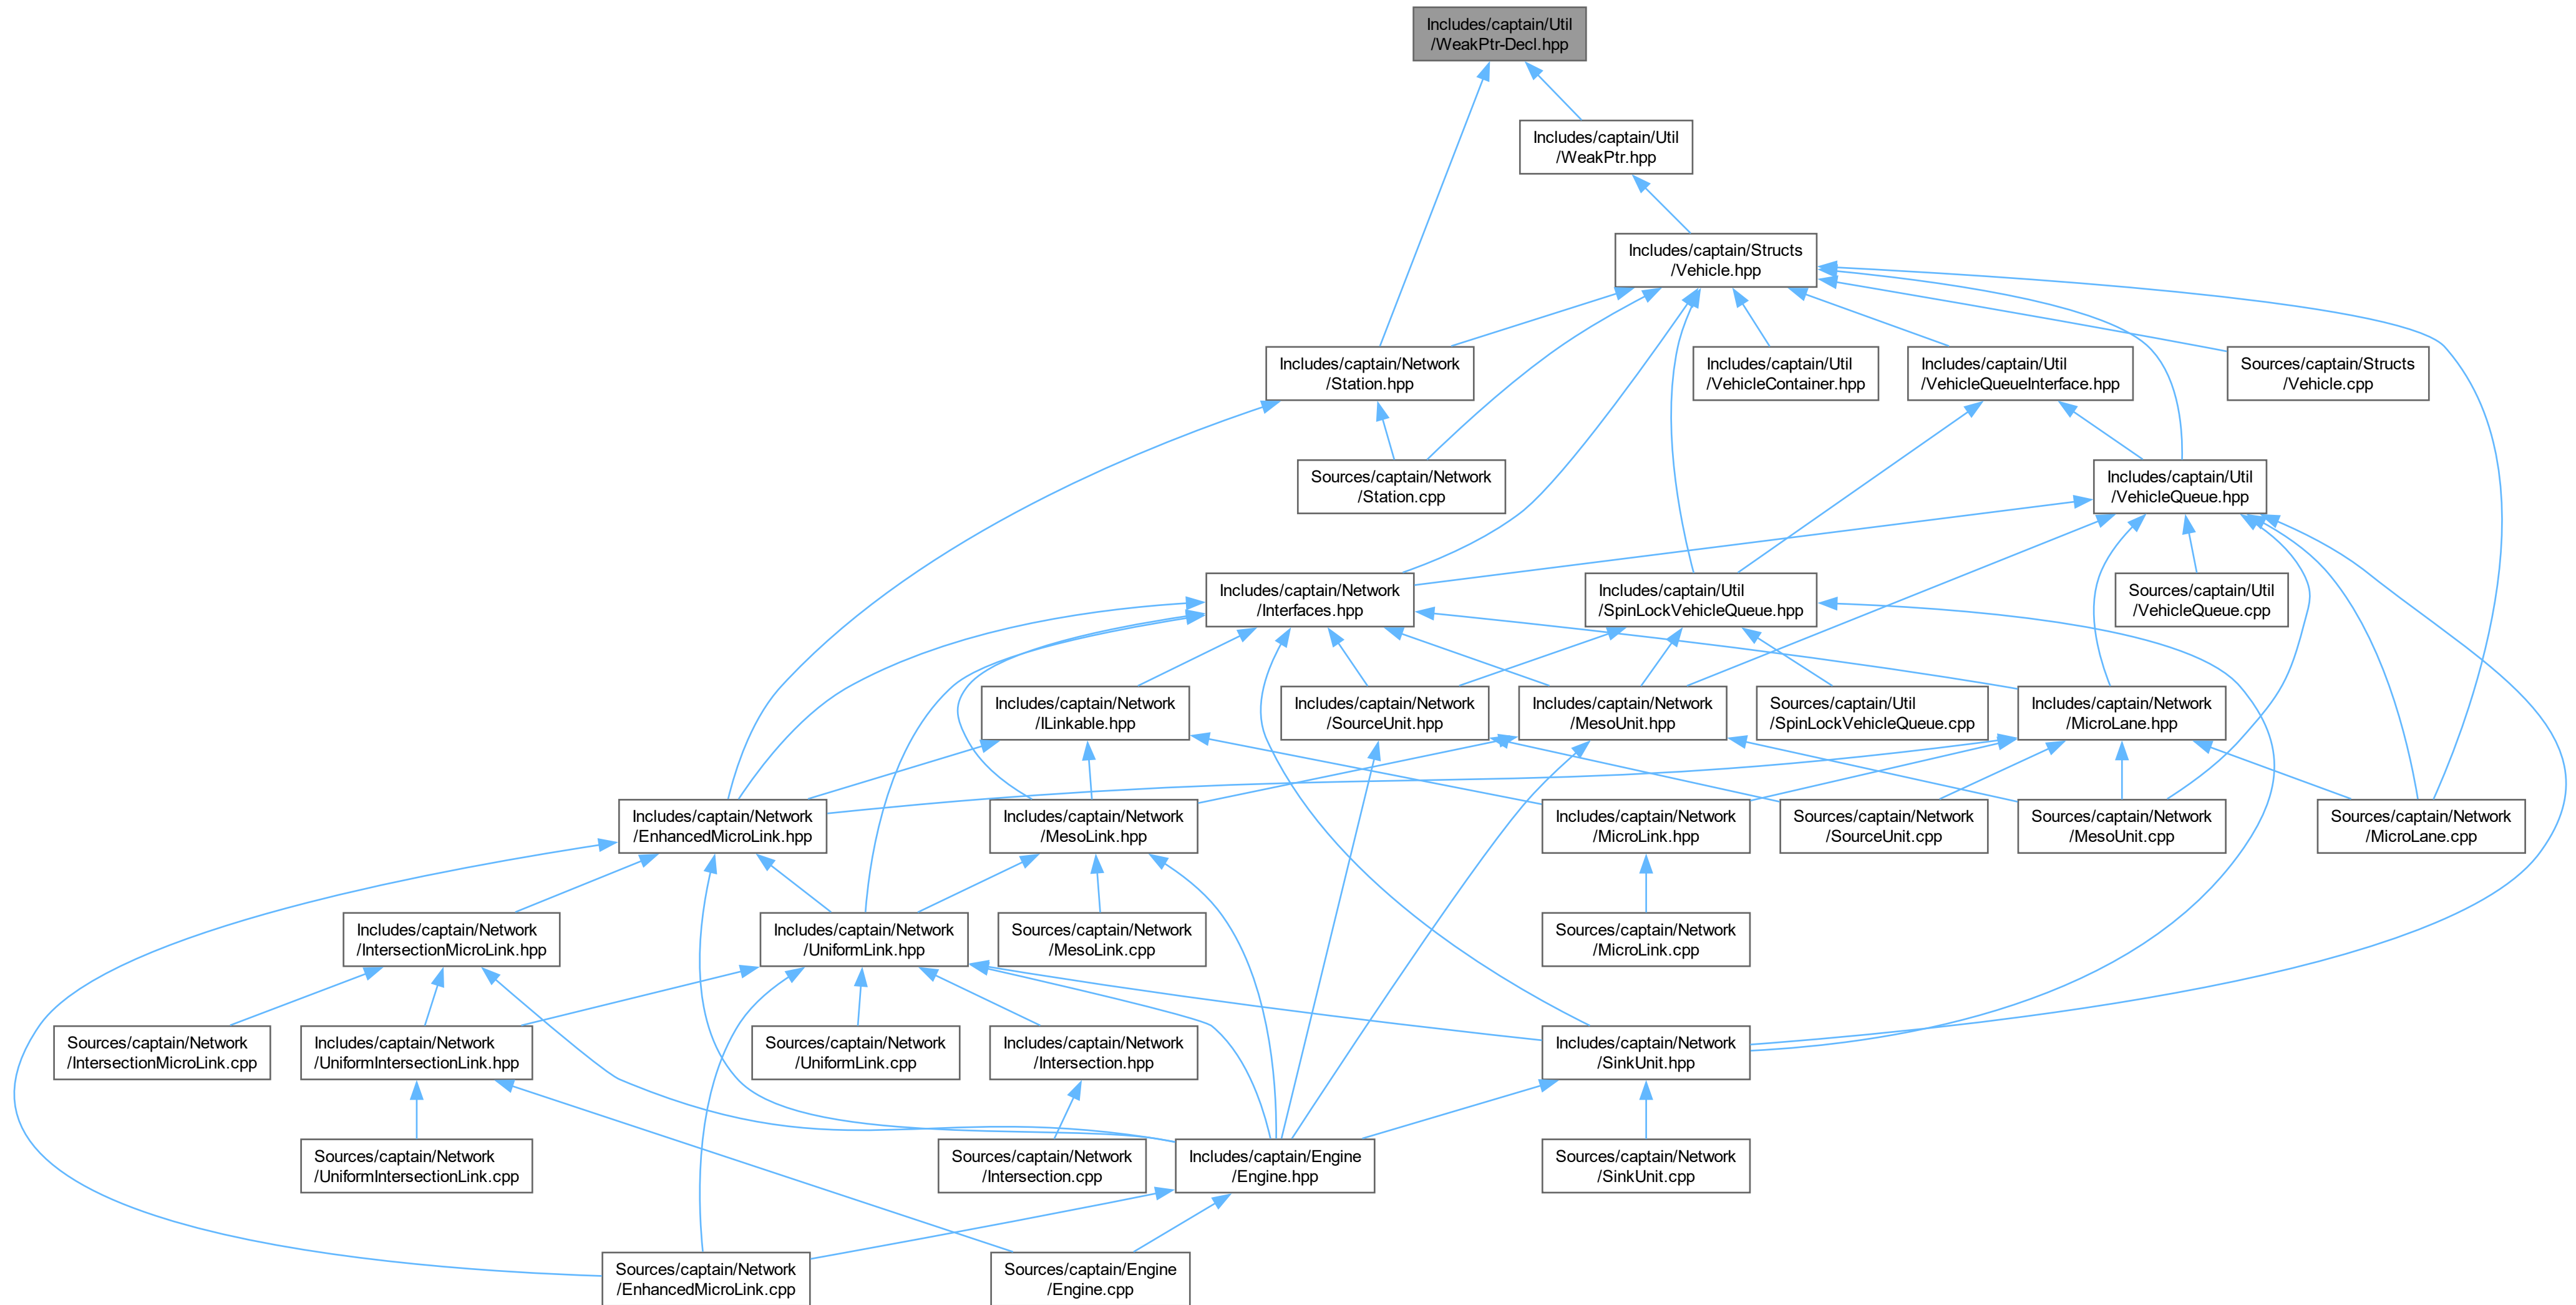 Includes/captain/Util
/WeakPtr-Decl.hpp
Includes/captain/Util
/WeakPtr.hpp
Includes/captain/Structs
/Vehicle.hpp
Includes/captain/Network
/Station.hpp
Includes/captain/Util
/VehicleContainer.hpp
Includes/captain/Util
/VehicleQueueInterface.hpp
Sources/captain/Structs
/Vehicle.cpp
Sources/captain/Network
/Station.cpp
Includes/captain/Util
/VehicleQueue.hpp
Includes/captain/Network
/Interfaces.hpp
Includes/captain/Util
/SpinLockVehicleQueue.hpp
Sources/captain/Util
/VehicleQueue.cpp
Includes/captain/Network
/ILinkable.hpp
Includes/captain/Network
/SourceUnit.hpp
Includes/captain/Network
/MesoUnit.hpp
Sources/captain/Util
/SpinLockVehicleQueue.cpp
Includes/captain/Network
/MicroLane.hpp
Includes/captain/Network
/EnhancedMicroLink.hpp
Includes/captain/Network
/MesoLink.hpp
Includes/captain/Network
/MicroLink.hpp
Sources/captain/Network
/SourceUnit.cpp
Sources/captain/Network
/MesoUnit.cpp
Sources/captain/Network
/MicroLane.cpp
Includes/captain/Network
/IntersectionMicroLink.hpp
Includes/captain/Network
/UniformLink.hpp
Sources/captain/Network
/MesoLink.cpp
Sources/captain/Network
/MicroLink.cpp
Sources/captain/Network
/IntersectionMicroLink.cpp
Includes/captain/Network
/UniformIntersectionLink.hpp
Sources/captain/Network
/UniformLink.cpp
Includes/captain/Network
/Intersection.hpp
Includes/captain/Network
/SinkUnit.hpp
Sources/captain/Network
/UniformIntersectionLink.cpp
Sources/captain/Network
/Intersection.cpp
Includes/captain/Engine
/Engine.hpp
Sources/captain/Network
/SinkUnit.cpp
Sources/captain/Network
/EnhancedMicroLink.cpp
Sources/captain/Engine
/Engine.cpp